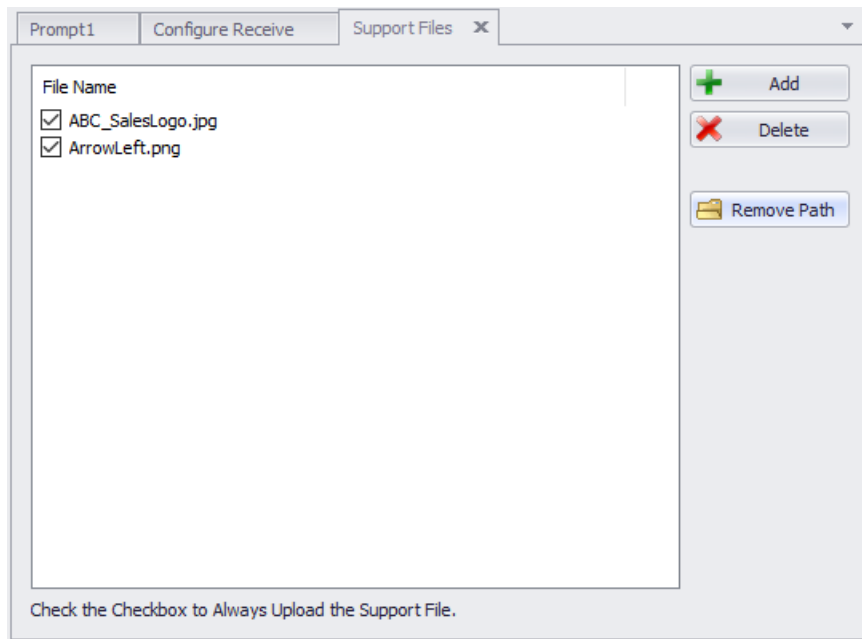 Prompt1
Configure Receive
Support Files
File Name
Add
ABC_SalesLogo.jpg
Delete
ArrowLeft.png
Remove Path
Check the Checkbox to Always Upload the Support File.